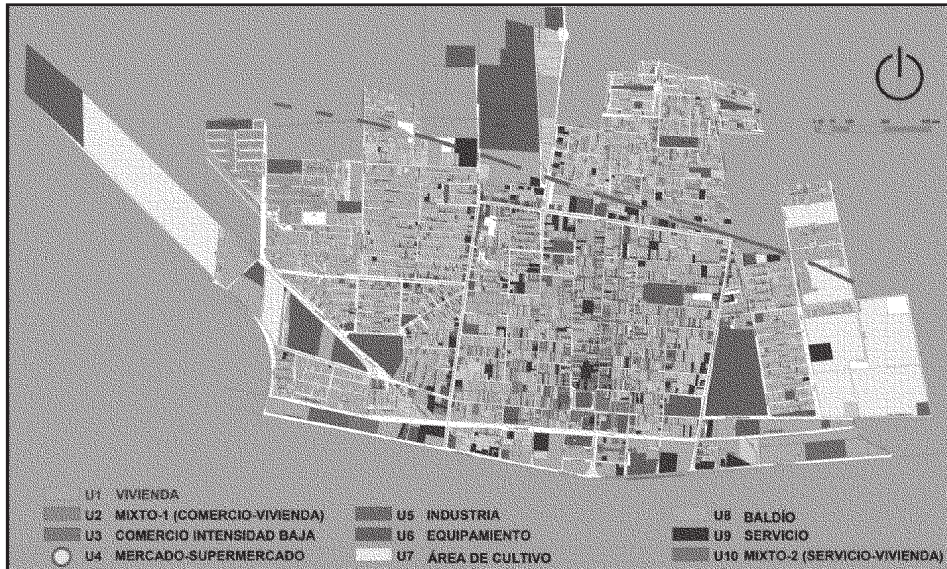 U1 VIVIENDA
U2 MIXTO-1 (COMERCIO-VIVIENDA)
U3 COMERCIO INTENSIDAD BAJA
U4 MERCADO-SUPERMERCADO
U5 INDUSTRIA
U6 EQUIPAMIENTO
U7 ÁREA DE CULTIVO
U8 BALDÍO
U9 SERVICIO
U10 MIXTO-2 (SERVICIO-VIVIENDA)